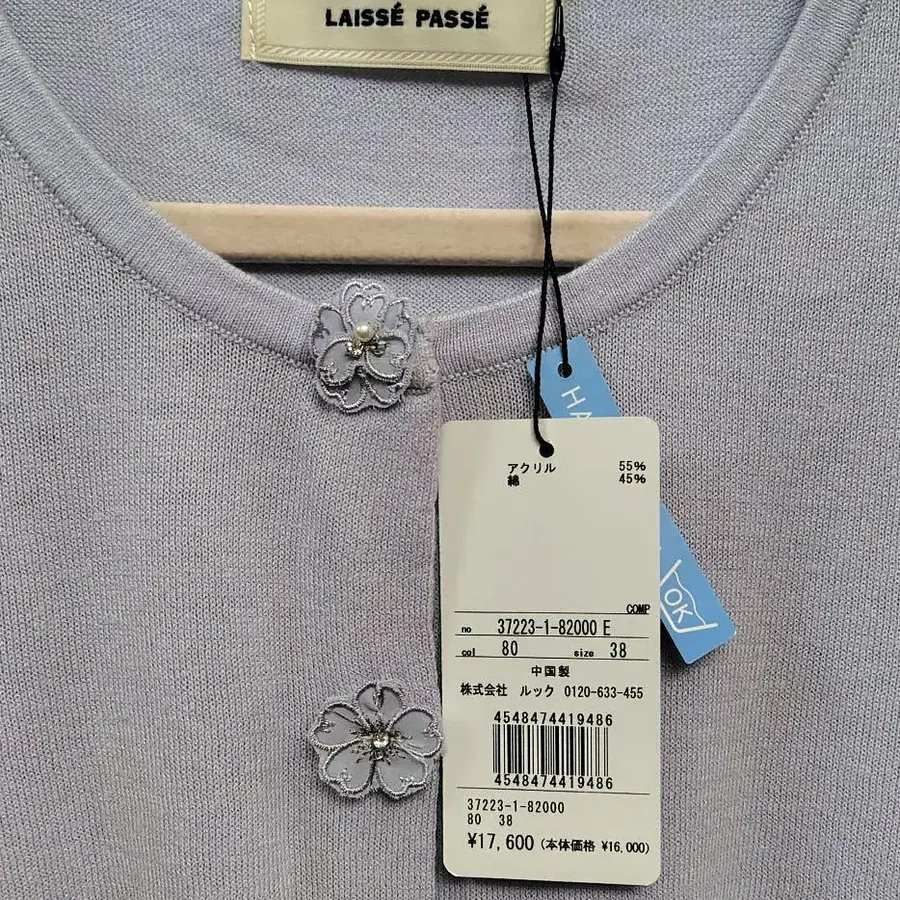 LAISSÉ PASSÉ
HA
OK
アクリル 55%
綿 45%
COMP
no 37223-1-82000 E
col 80 size 38
中国製
株式会社 ルック 0120-633-455
4548474419486
4548474419486
37223-1-82000
80 38
¥17,600 (本体価格 ¥16,000)